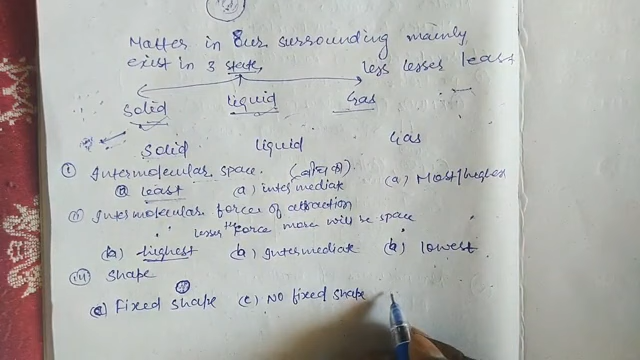 Matter in our surrounding mainly
exist in 3 state, less lesser least
Solid Liquid Gas
Solid liquid Gas
(i) Intermolecular space.
(a) least (a) intermediate (a) Most/highest
(ii) Intermolecular force of attraction
lesser the force more will be space
(b) highest (b) Intermediate (b) lowest
(iii) Shape
(c) Fixed shape (c) NO fixed shape